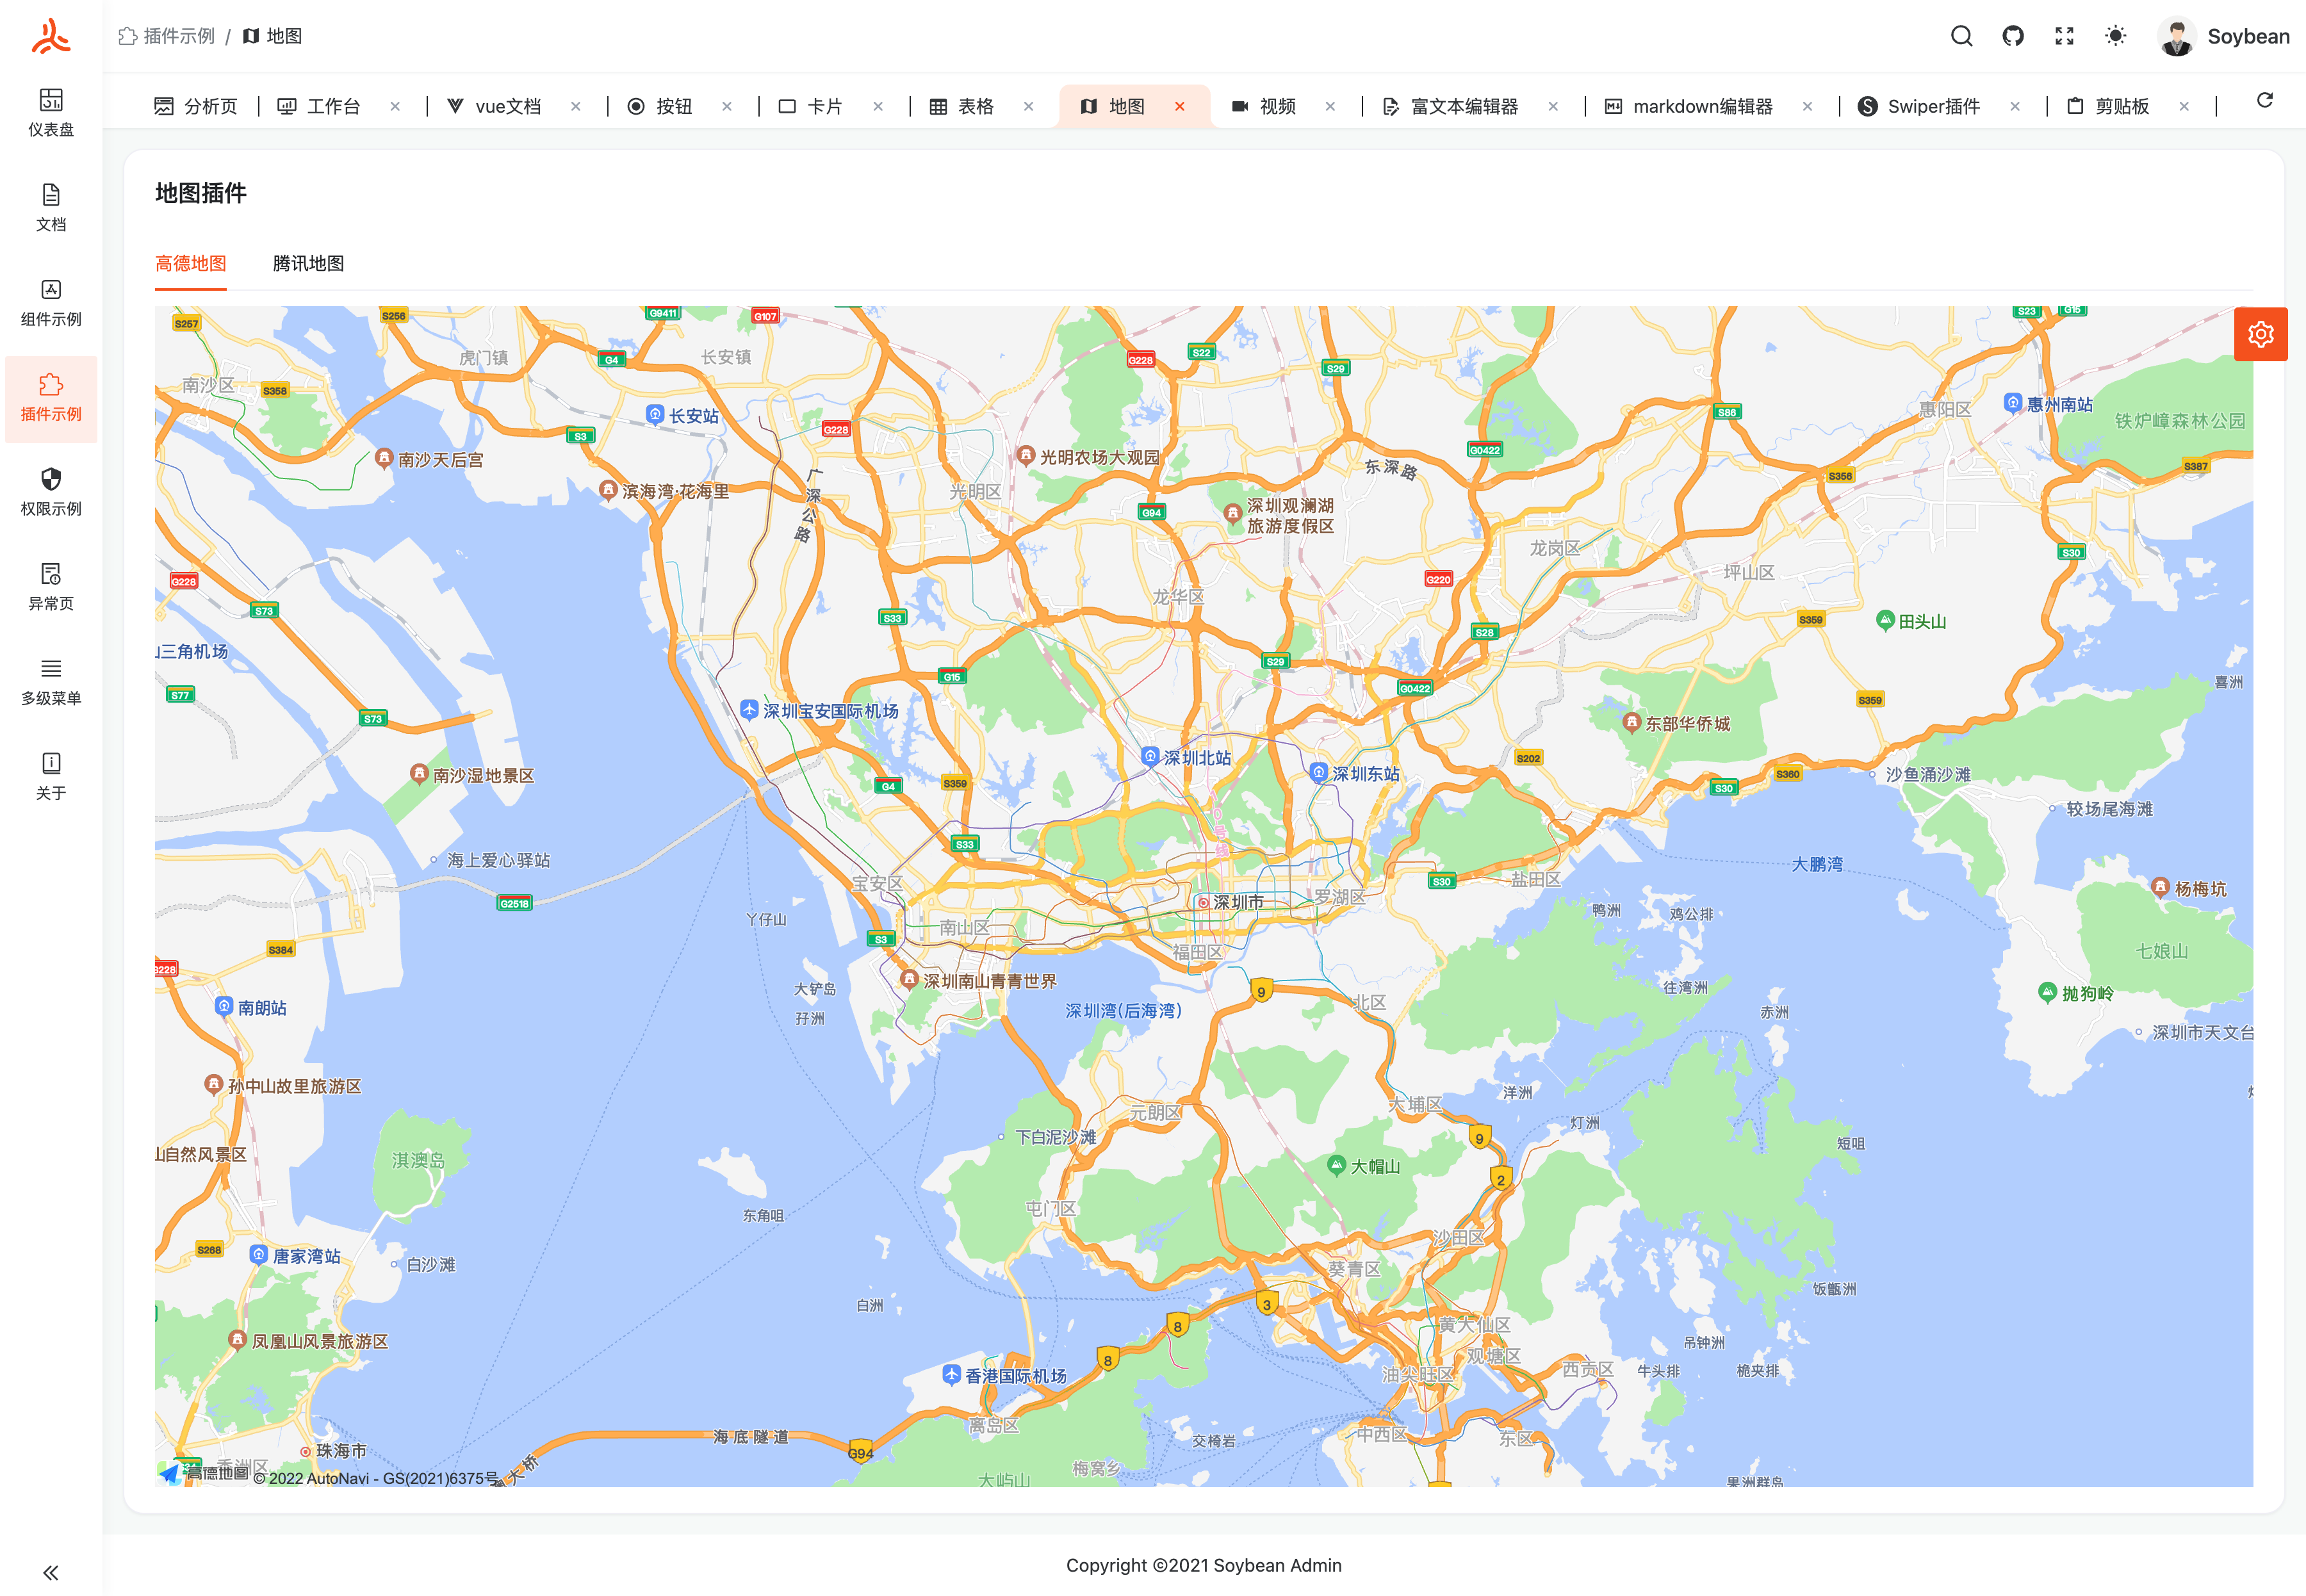 插件示例 / 地图
Soybean
仪表盘
文档
组件示例
插件示例
权限示例
异常页
多级菜单
关于
分析页
工作台
vue文档
按钮
卡片
表格
地图
视频
富文本编辑器
markdown编辑器
Swiper插件
剪贴板
地图插件
高德地图
腾讯地图
S257
S256
G9411
G107
S23
G15
虎门镇
G4
长安镇
G228
S22
S29
南沙区
S358
长安站
G228
S86
惠阳区
惠州南站
铁炉嶂森林公园
S3
南沙天后宫
光明农场大观园
G0422
东深路
S356
S387
滨海湾·花海里
广深公路
光明区
G94
深圳观澜湖
旅游度假区
龙岗区
S30
G228
S73
龙华区
G220
坪山区
S33
S28
S359
田头山
山三角机场
S77
G15
S29
G0422
喜洲
S73
深圳宝安国际机场
S359
东部华侨城
南沙湿地景区
深圳北站
深圳东站
S202
G4
S359
S30
S360
沙鱼涌沙滩
较场尾海滩
10号线
S33
海上爱心驿站
大鹏湾
宝安区
S30
盐田区
杨梅坑
G2518
深圳市
罗湖区
丫仔山
鸭洲
鸡公排
S384
S3
南山区
福田区
七娘山
G228
深圳南山青青世界
大铲岛
9
北区
往湾洲
抛狗岭
南朗站
孖洲
深圳湾(后海湾)
赤洲
深圳市天文台
孙中山故里旅游区
洋洲
元朗区
大埔区
灯洲
下白泥沙滩
9
短咀
山自然风景区
淇澳岛
大帽山
2
东角咀
屯门区
沙田区
S268
唐家湾站
白沙滩
葵青区
饭甑洲
白洲
3
8
黄大仙区
凤凰山风景旅游区
8
观塘区
吊钟洲
香港国际机场
油尖旺区
西贡区
牛头排
桅夹排
离岛区
海底隧道
G94
交椅岩
中西区
东区
珠海市
香洲区
大桥
梅窝乡
大屿山
果洲群岛
高德地图 © 2022 AutoNavi - GS(2021)6375号
Copyright ©2021 Soybean Admin